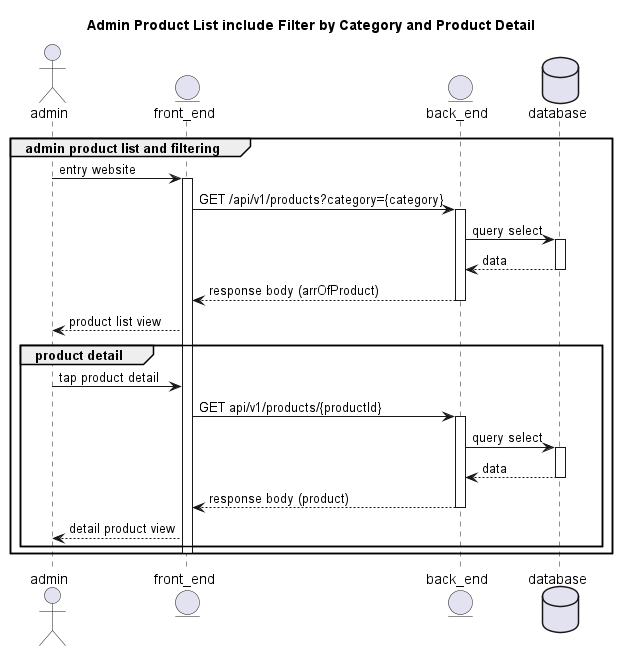 Admin Product List include Filter by Category and Product Detail
admin
front_end
back_end
database
admin product list and filtering
entry website
GET /api/v1/products?category={category}
query select
data
response body (arrOfProduct)
product list view
product detail
tap product detail
GET api/v1/products/{productId}
query select
data
response body (product)
detail product view
admin
front_end
back_end
database